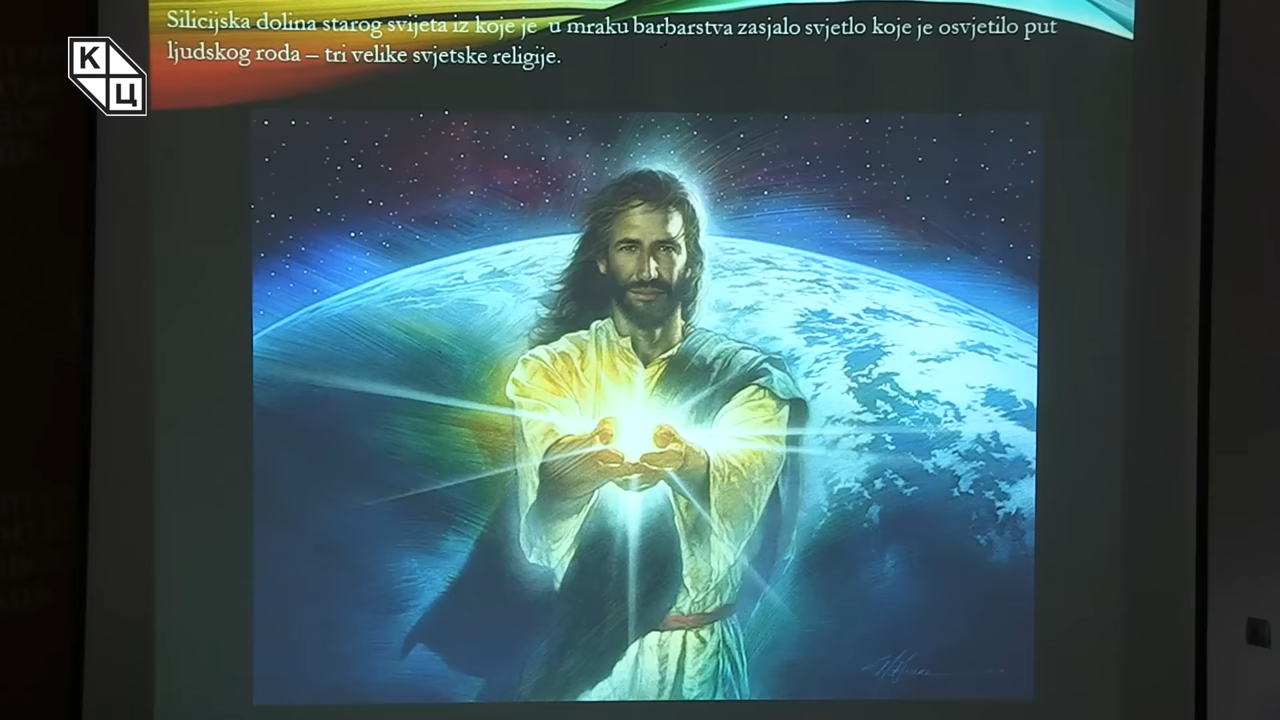 Silicijska dolina starog svijeta iz koje je u mraku barbarstva zasjalo svjetlo koje je osvjetilo put
ljudskog roda – tri velike svjetske religije.
К
Ц